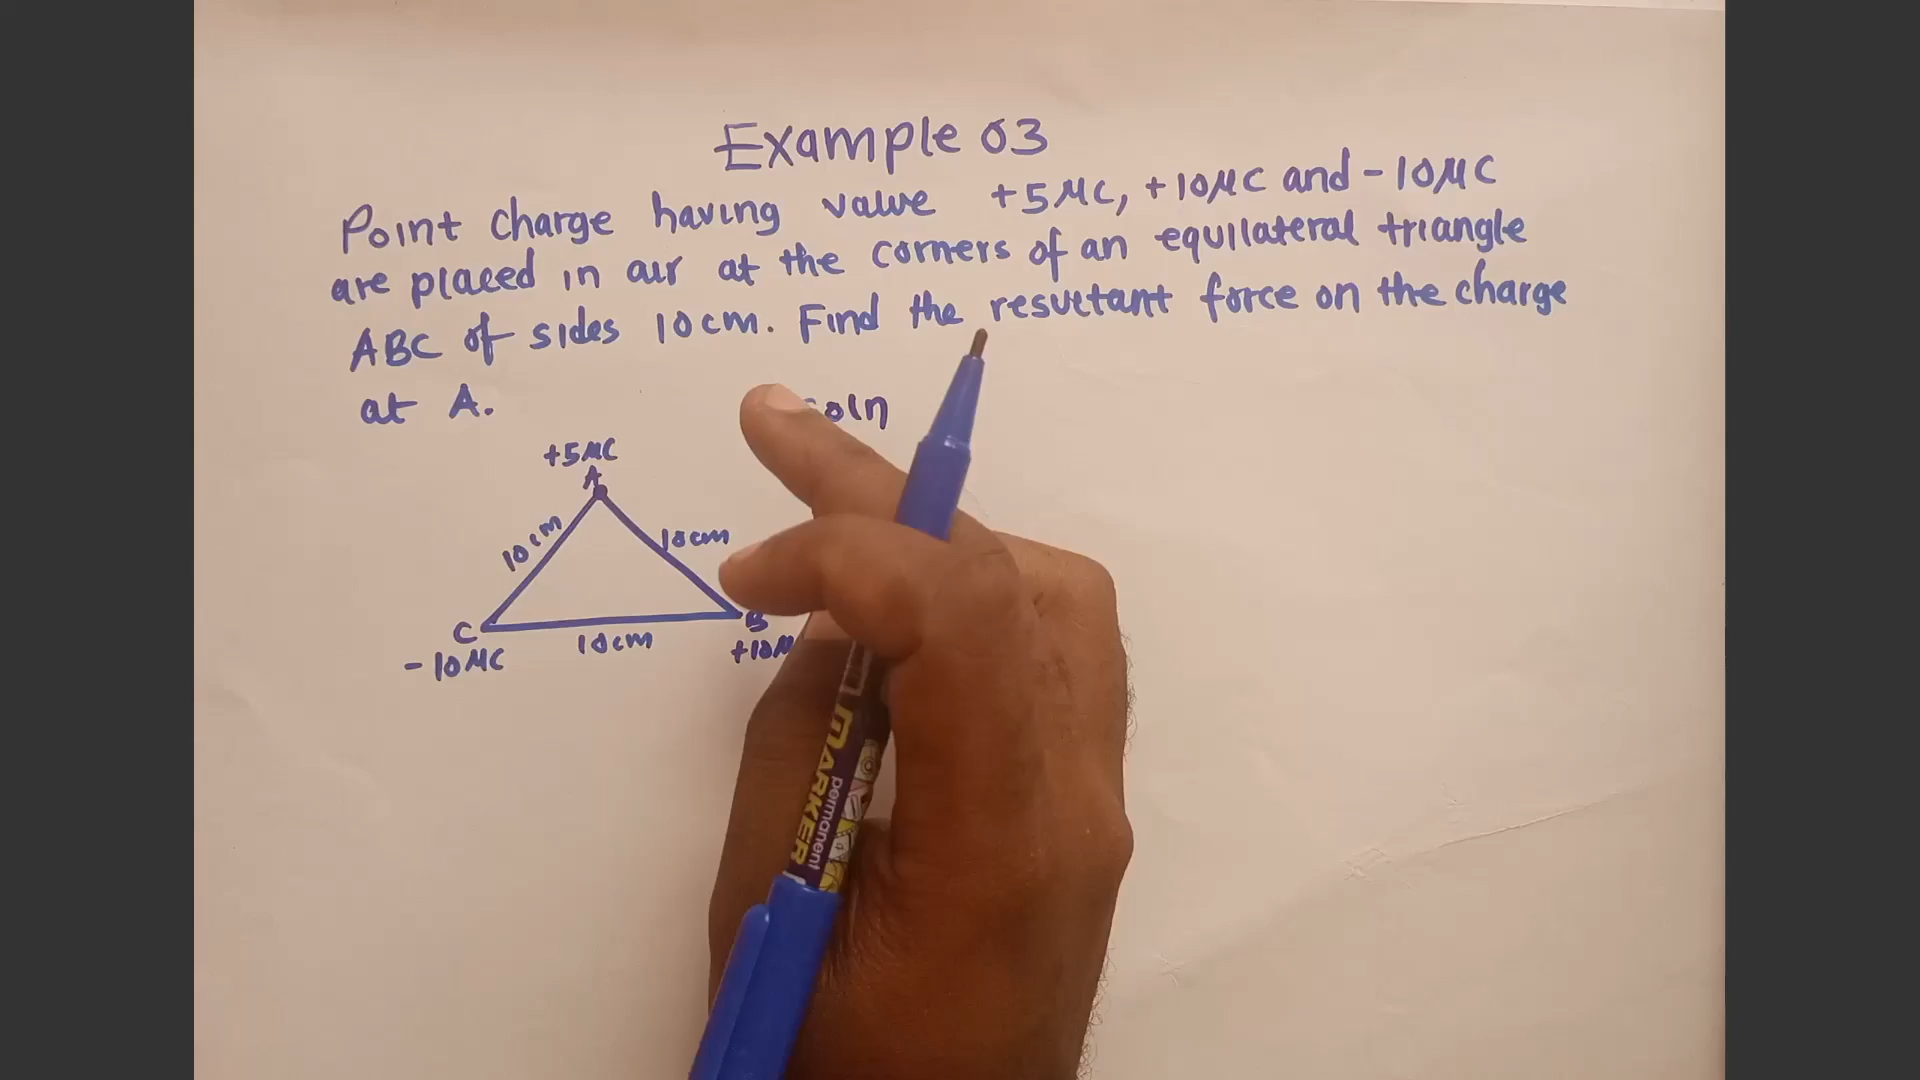 Example 03
Point charge having value +5μC, +10μC and -10μC
are placed in air at the corners of an equilateral triangle
ABC of sides 10cm. Find the resultant force on the charge
at A.
soln
+5μC
A
10cm
10cm
C
B
10cm
-10μC
+10μ
MARKER
permanent